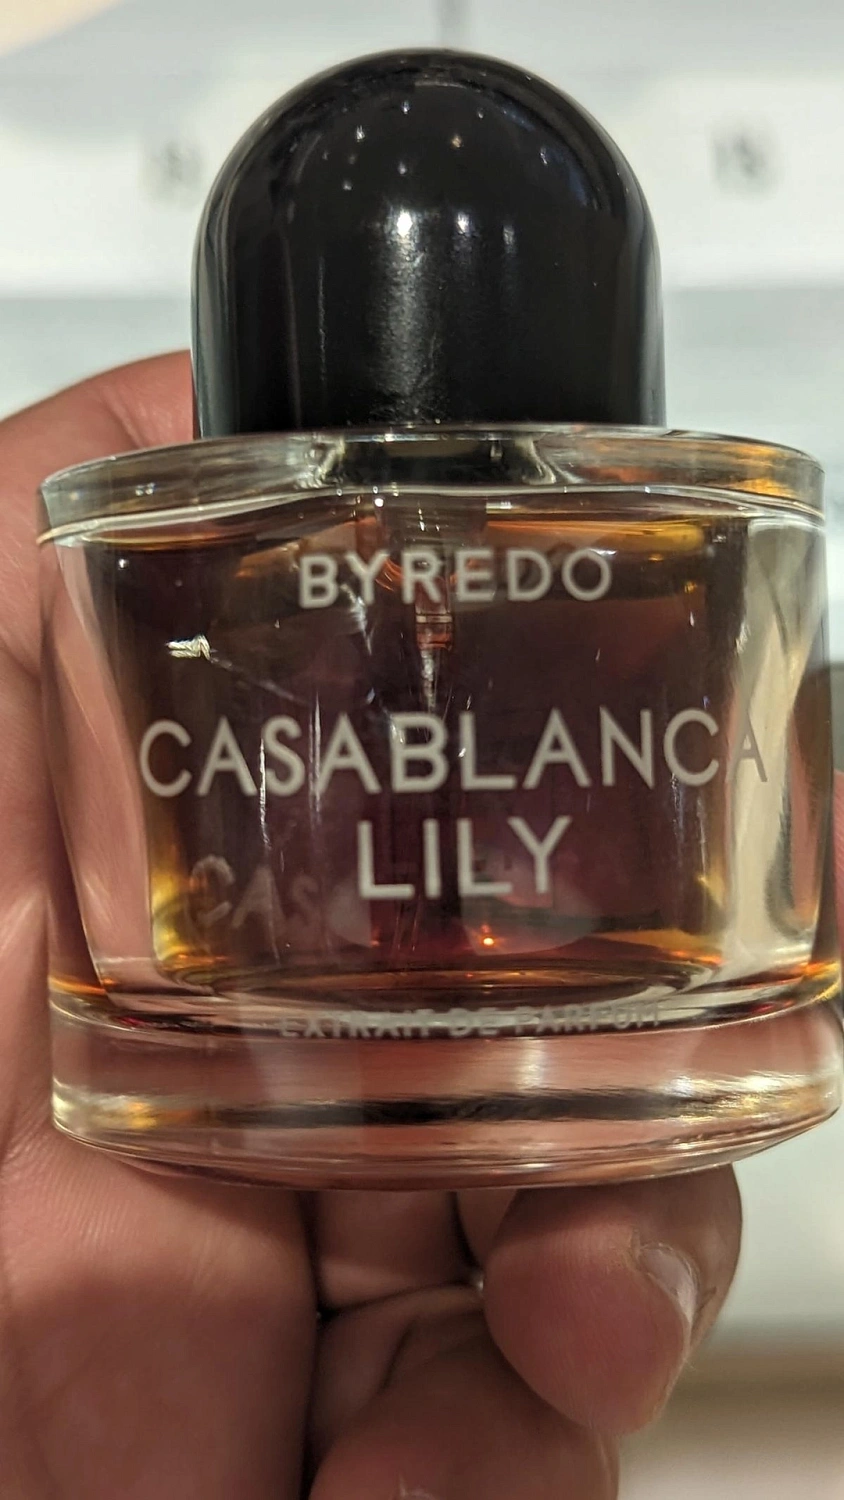 BYREDO
CASABLANCA
LILY
EXTRAIT DE PARFUM